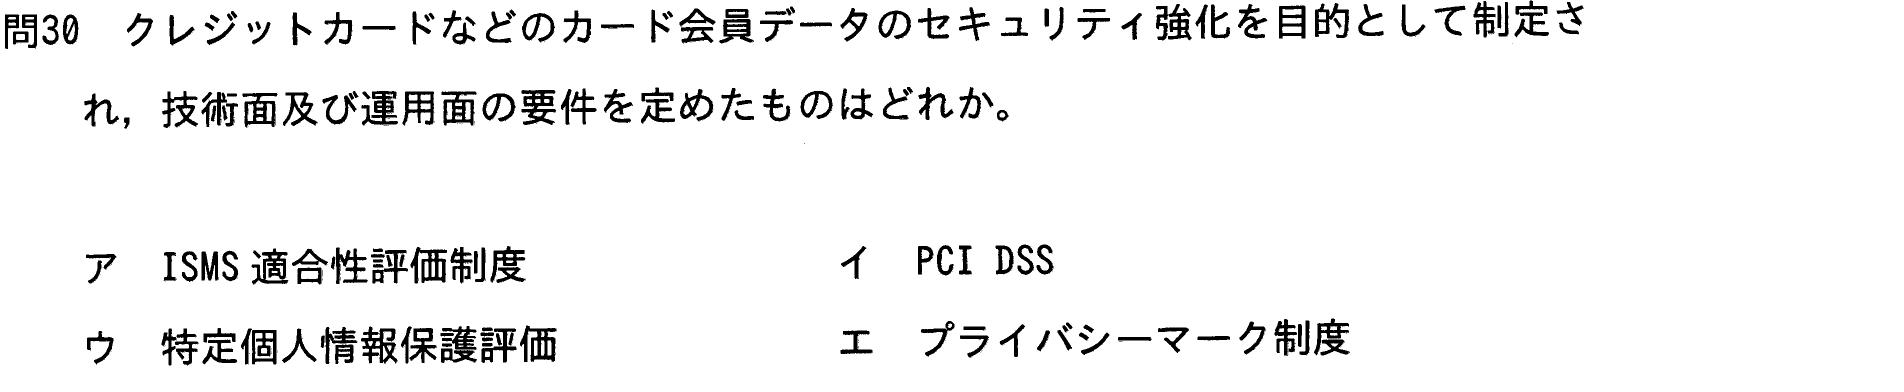 問30 クレジットカードなどのカード会員データのセキュリティ強化を目的として制定さ
れ，技術面及び運用面の要件を定めたものはどれか。
ア ISMS 適合性評価制度 イ PCI DSS
ウ 特定個人情報保護評価 エ プライバシーマーク制度